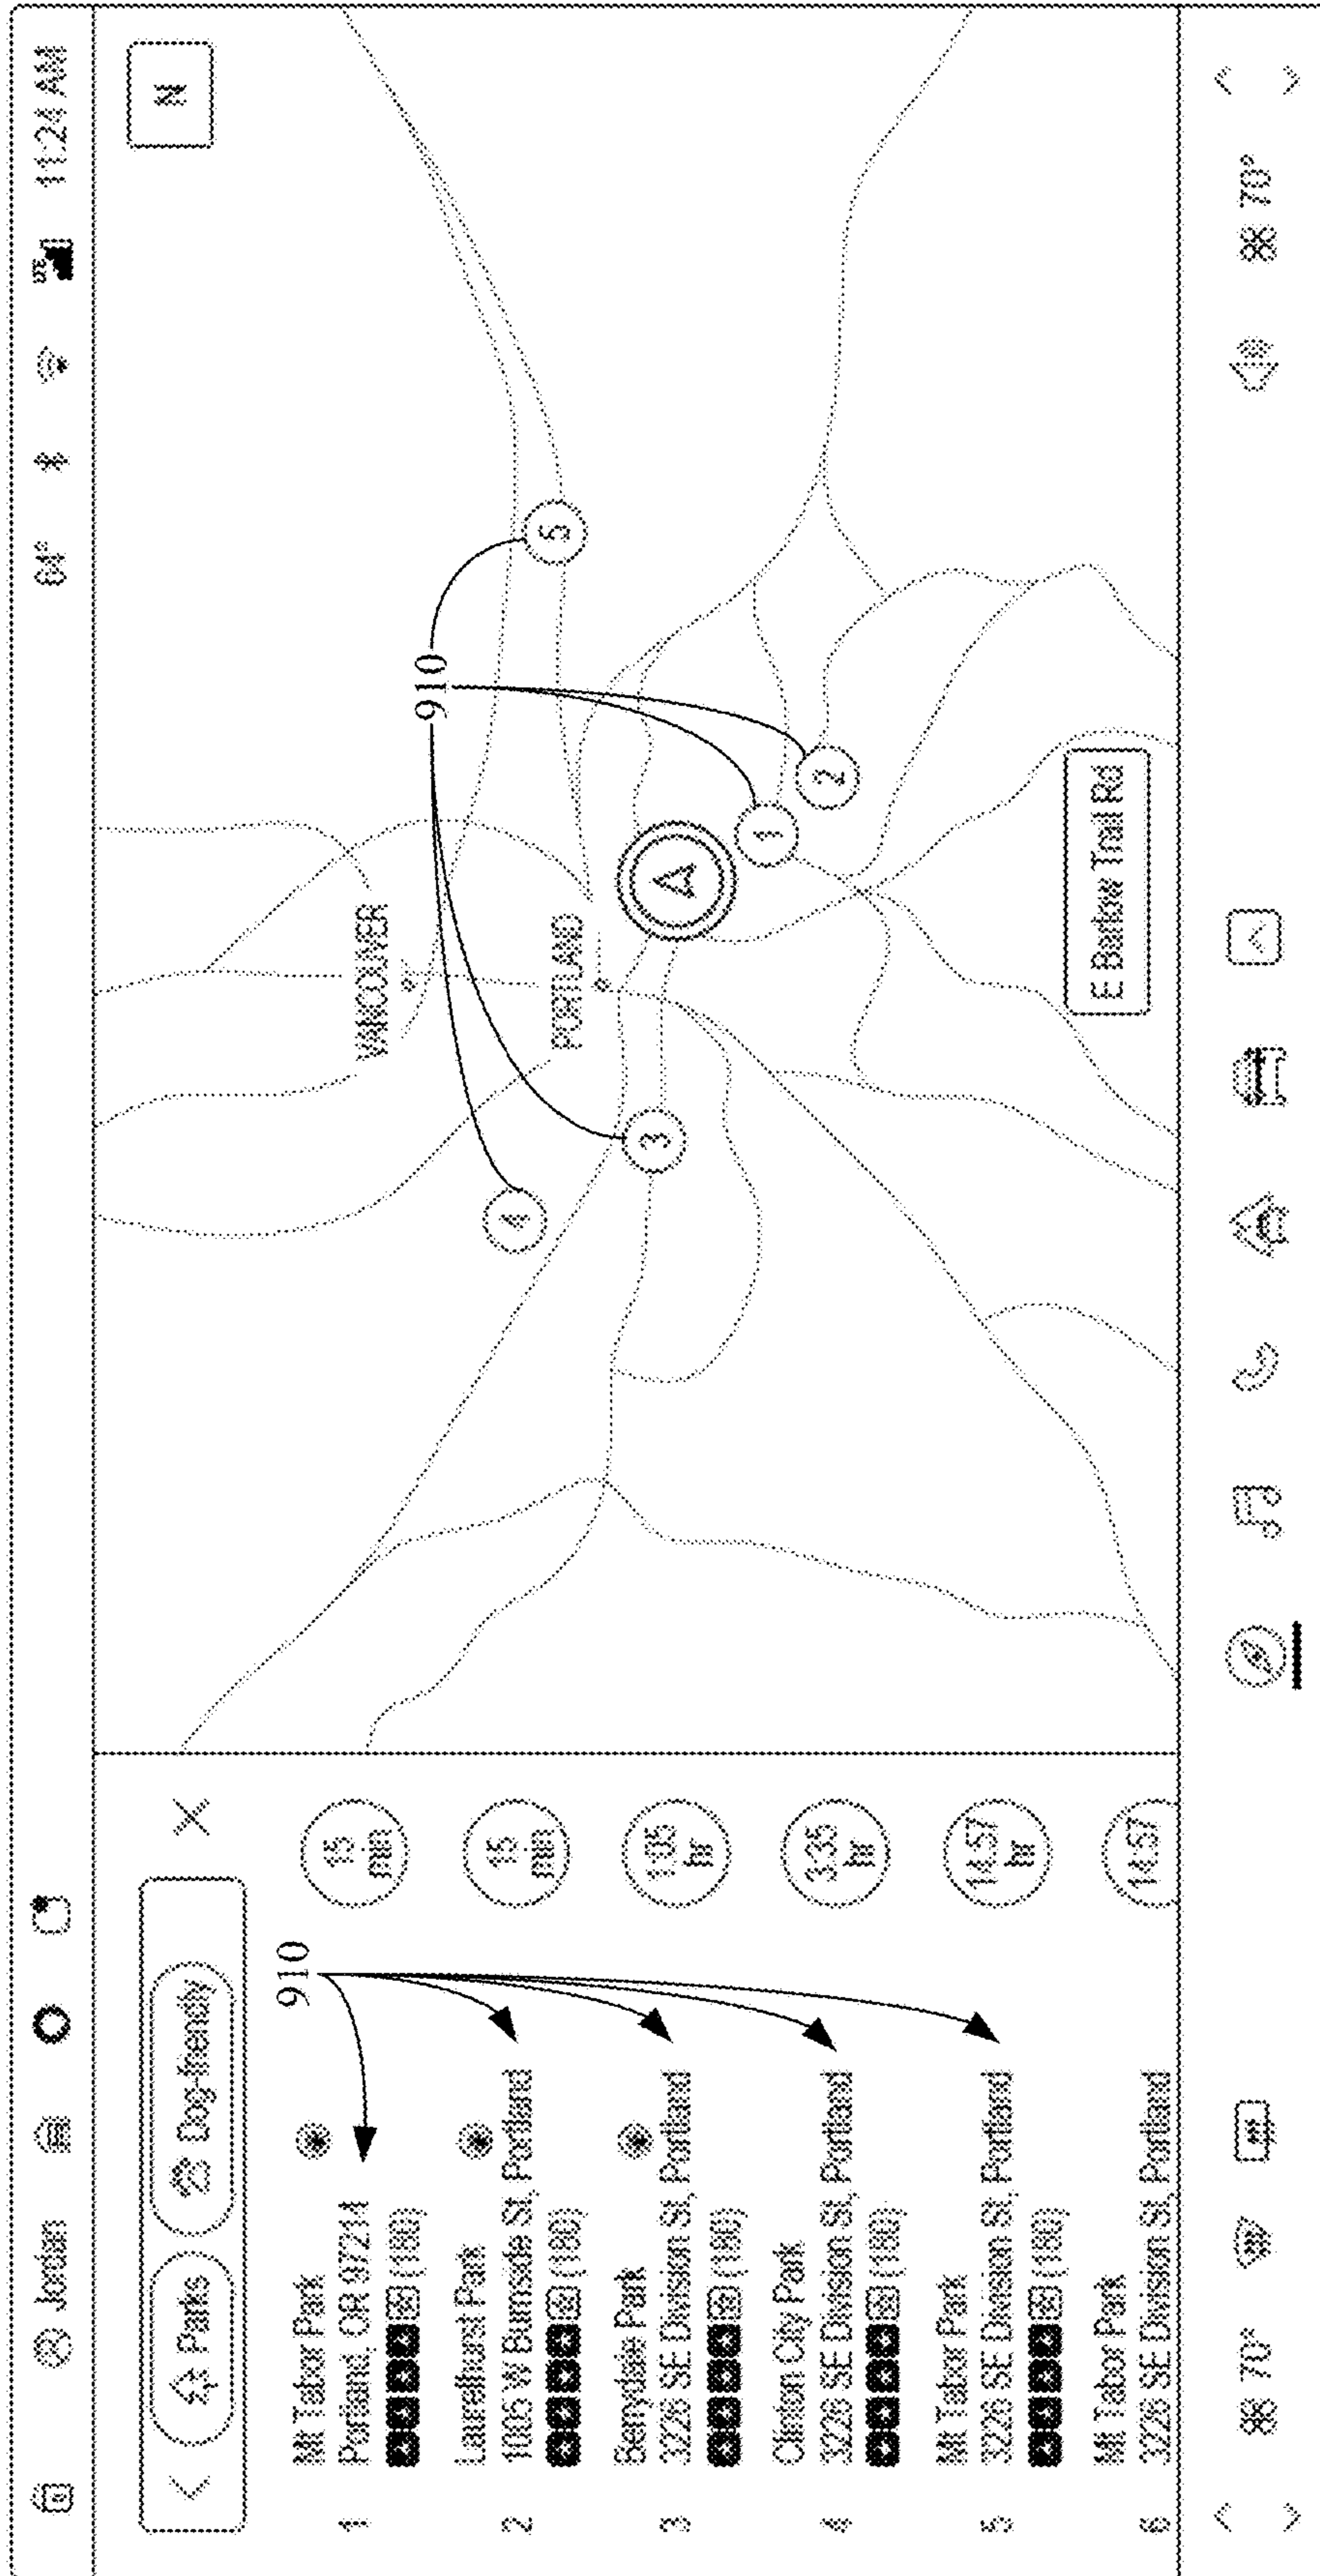 Jordan
64°
LTE
11:24 AM
Parks
Dog-friendly
910
1
Mt Tabor Park
Portland, OR 97214
(180)
15
min
2
Laurelhurst Park
1005 W Burnside St, Portland
(180)
15
min
3
Berrydale Park
3226 SE Division St, Portland
(180)
1:05
hr
4
Clinton City Park
3226 SE Division St, Portland
(180)
3:35
hr
5
Mt Tabor Park
3226 SE Division St, Portland
(180)
14:57
hr
6
Mt Tabor Park
3226 SE Division St, Portland
14:57
N
910
VANCOUVER
PORTLAND
4
5
3
1
2
E Barlow Trail Rd
70°
70°